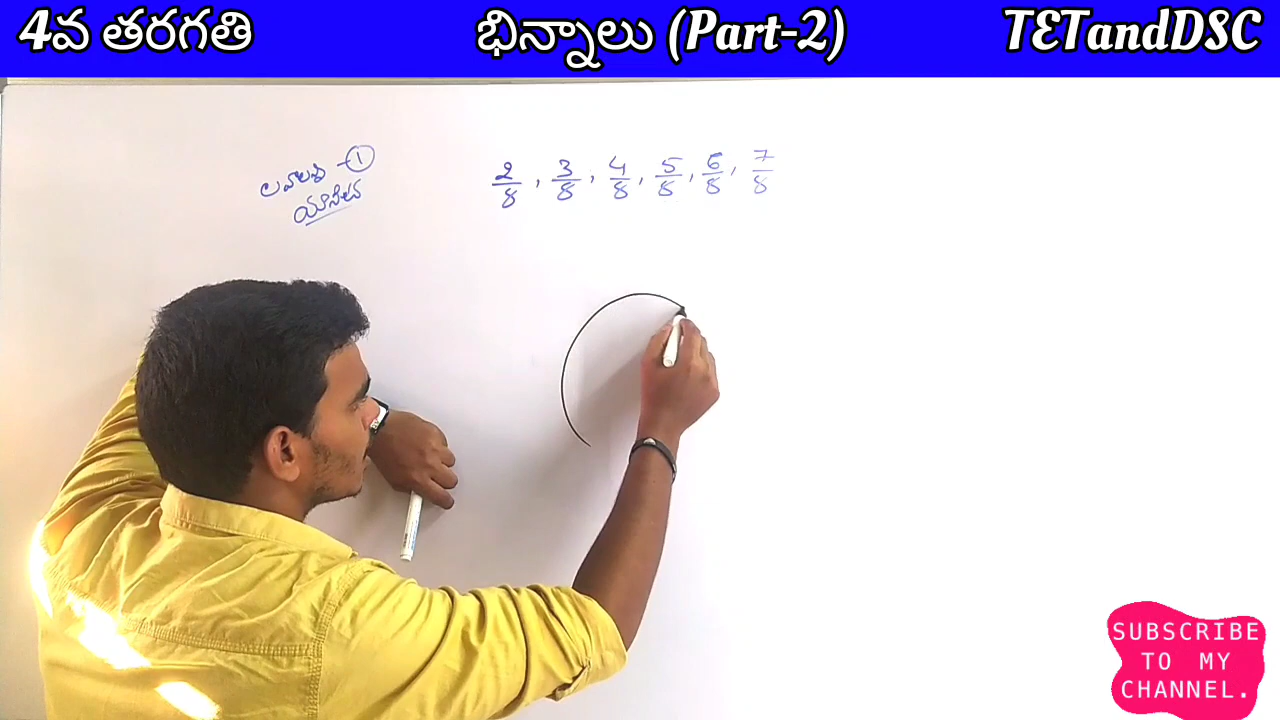 4వ తరగతి భిన్నాలు (Part-2) TETandDSC
2/8, 3/8, 4/8, 5/8, 6/8, 7/8
SUBSCRIBE
TO MY
CHANNEL.